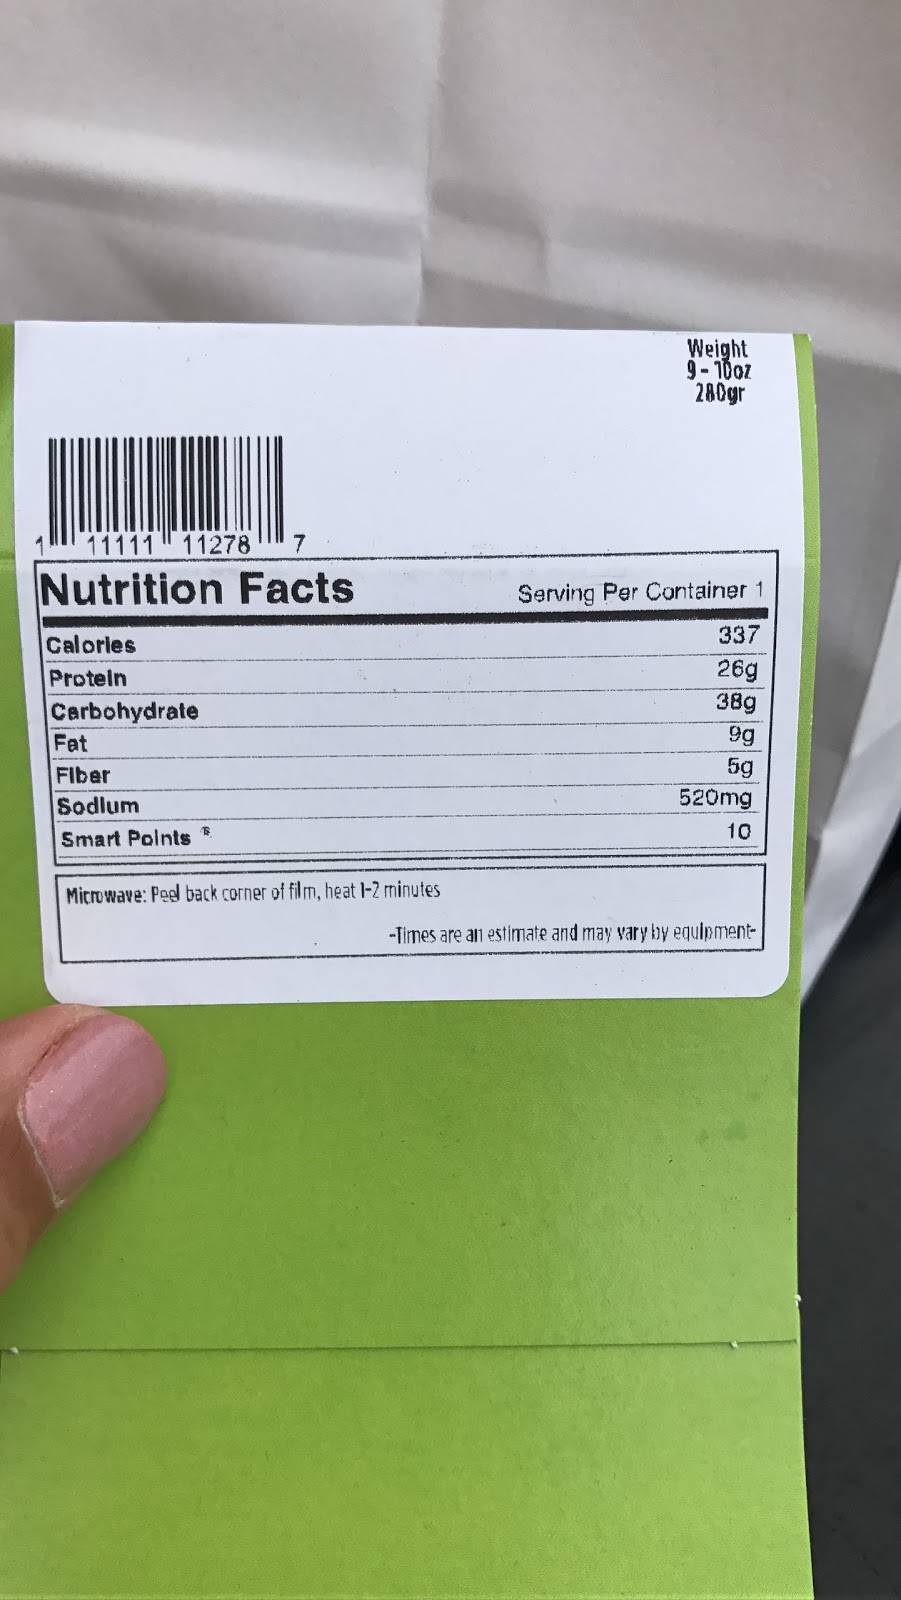 Weight
9 - 10oz
280gr
1 11111 11278 7
Nutrition Facts Serving Per Container 1
Calories 337
Protein 26g
Carbohydrate 38g
Fat 9g
Fiber 5g
Sodium 520mg
Smart Points ® 10
Microwave: Peel back corner of film, heat 1-2 minutes
-Times are an estimate and may vary by equipment-